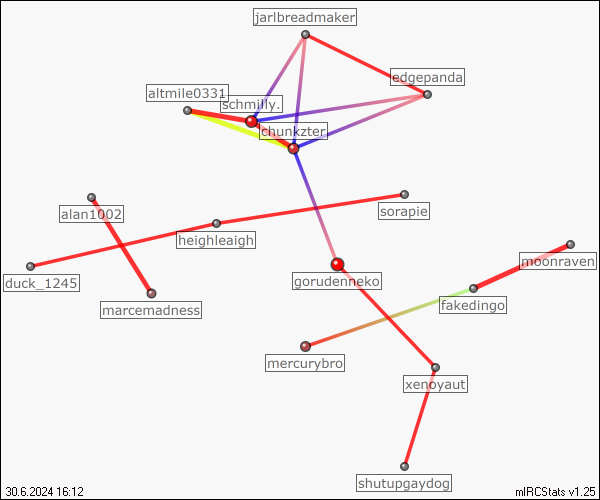 jarlbreadmaker
edgepanda
altmile0331
schmilly.
chunkzter
alan1002
sorapie
heighleaigh
moonraven
duck_1245
gorudenneko
marcemadness
fakedingo
mercurybro
xenoyaut
shutupgaydog
30.6.2024 16:12
mIRCStats v1.25